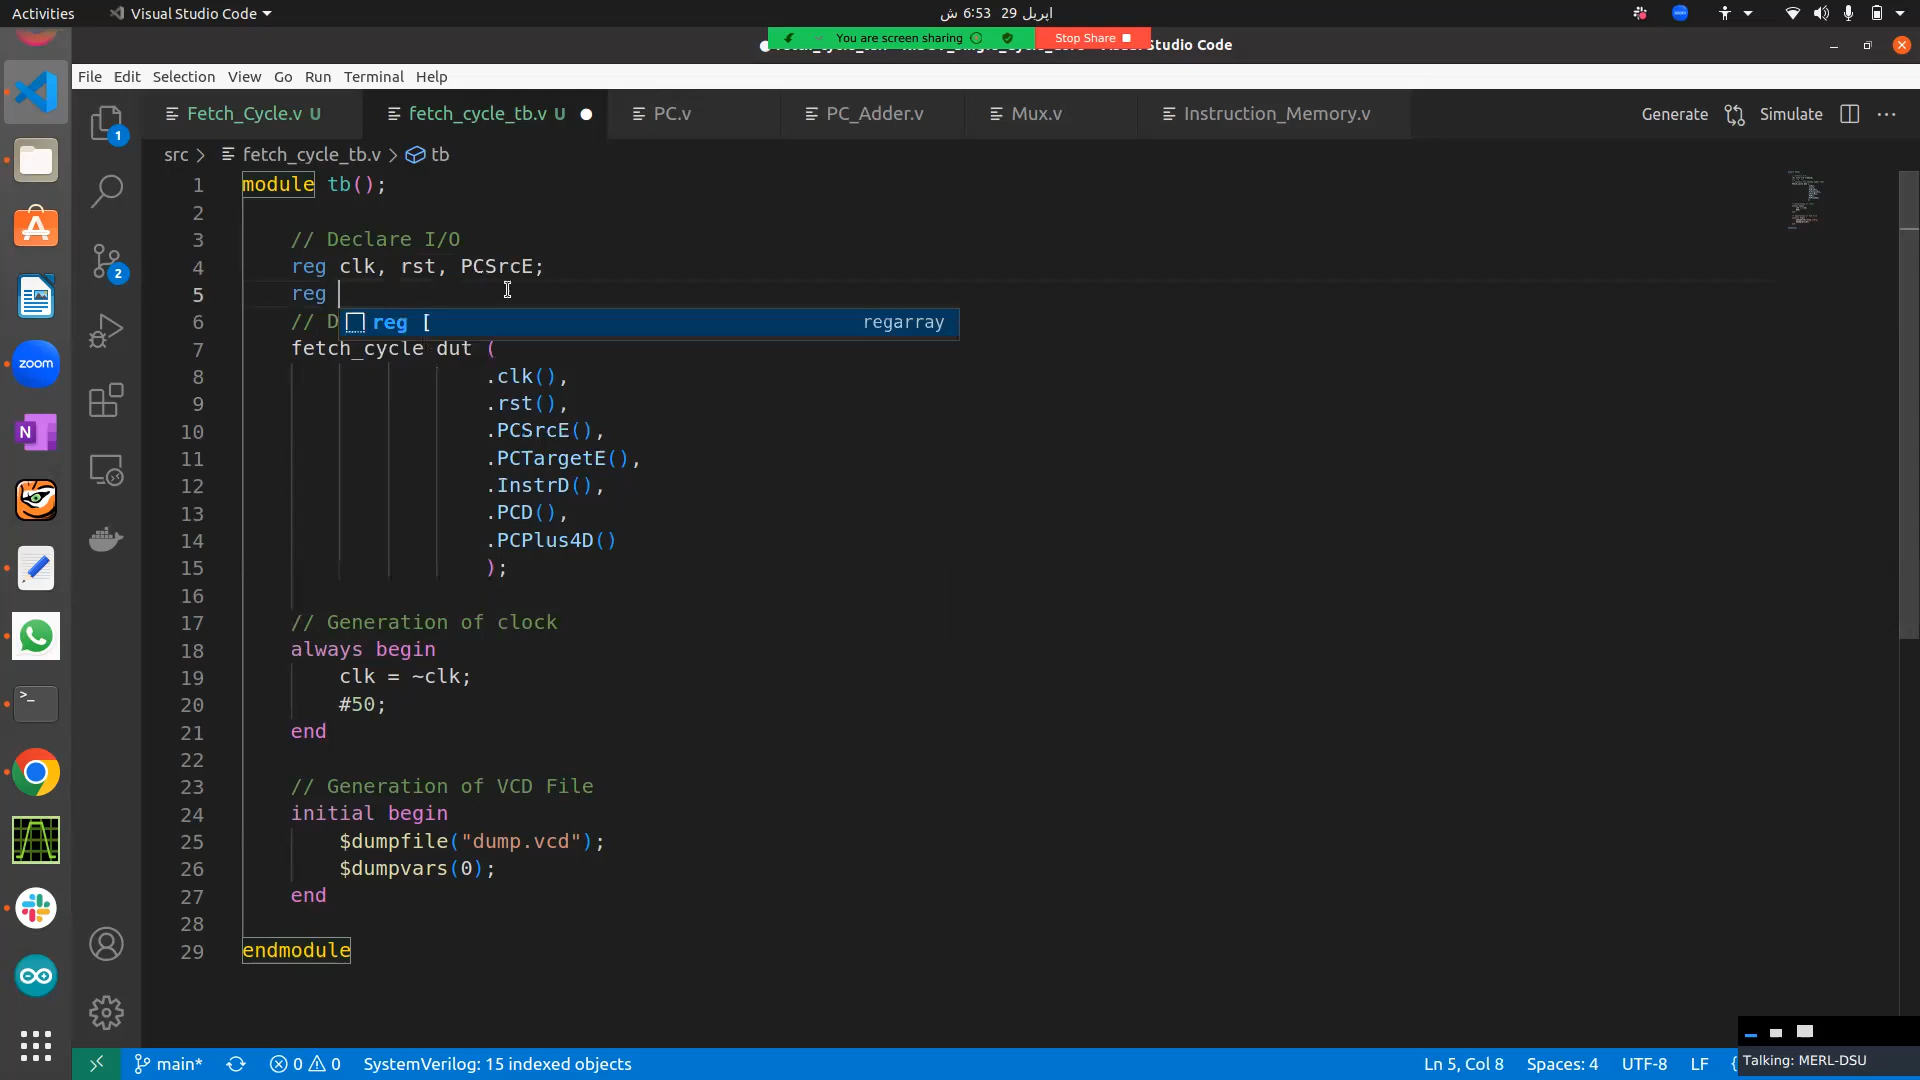 Activities
Visual Studio Code
اپریل 29 6:53 ش
You are screen sharing
Stop Share
Studio Code
File Edit Selection View Go Run Terminal Help
Fetch_Cycle.v U
fetch_cycle_tb.v U
PC.v
PC_Adder.v
Mux.v
Instruction_Memory.v
Generate
Simulate
src > fetch_cycle_tb.v > tb
1 module tb();
2
3 // Declare I/O
4 reg clk, rst, PCSrcE;
5 reg
reg [ regarray
6 // D
7 fetch_cycle dut (
8 .clk(),
9 .rst(),
10 .PCSrcE(),
11 .PCTargetE(),
12 .InstrD(),
13 .PCD(),
14 .PCPlus4D()
15 );
16
17 // Generation of clock
18 always begin
19 clk = ~clk;
20 #50;
21 end
22
23 // Generation of VCD File
24 initial begin
25 $dumpfile("dump.vcd");
26 $dumpvars(0);
27 end
28
29 endmodule
1
2
zoom
N
>_
main*
0 0
SystemVerilog: 15 indexed objects
Ln 5, Col 8
Spaces: 4
UTF-8
LF
{
Talking: MERL-DSU